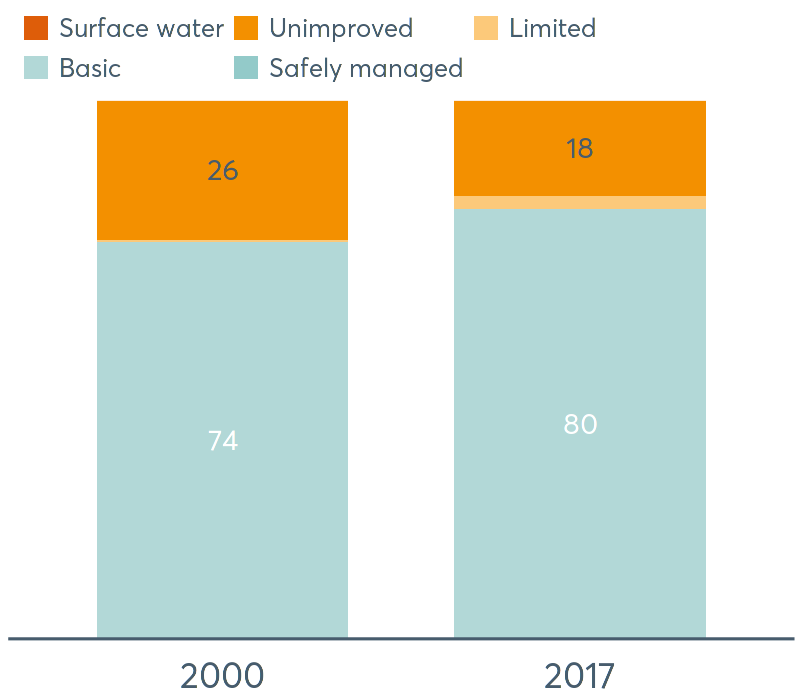 Surface water Unimproved Limited
Basic Safely managed
26 18
74 80
2000 2017